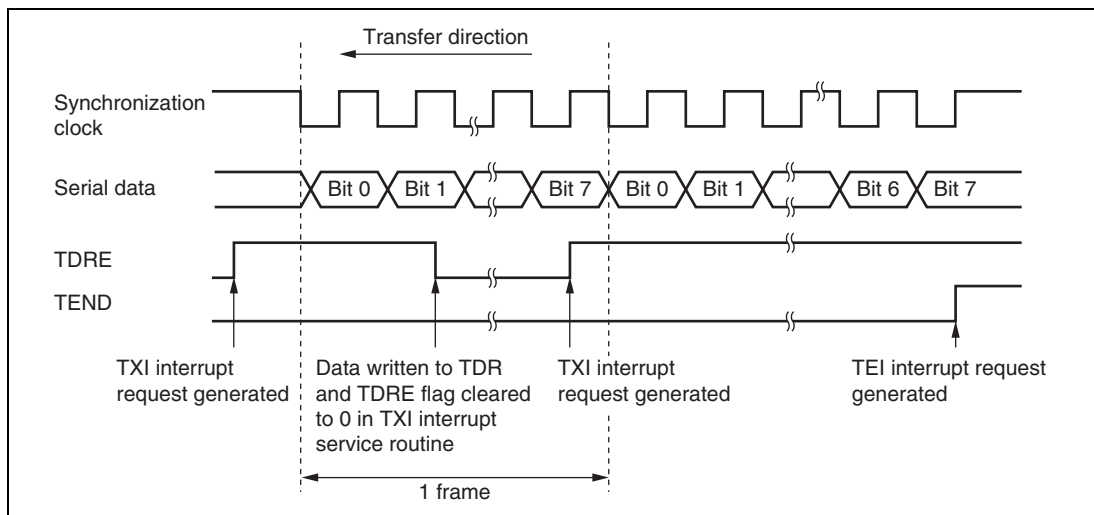 Transfer direction
Synchronization
clock
Serial data
Bit 0
Bit 1
Bit 7
Bit 0
Bit 1
Bit 6
Bit 7
TDRE
TEND
TXI interrupt
request generated
Data written to TDR
and TDRE flag cleared
to 0 in TXI interrupt
service routine
TXI interrupt
request generated
TEI interrupt request
generated
1 frame